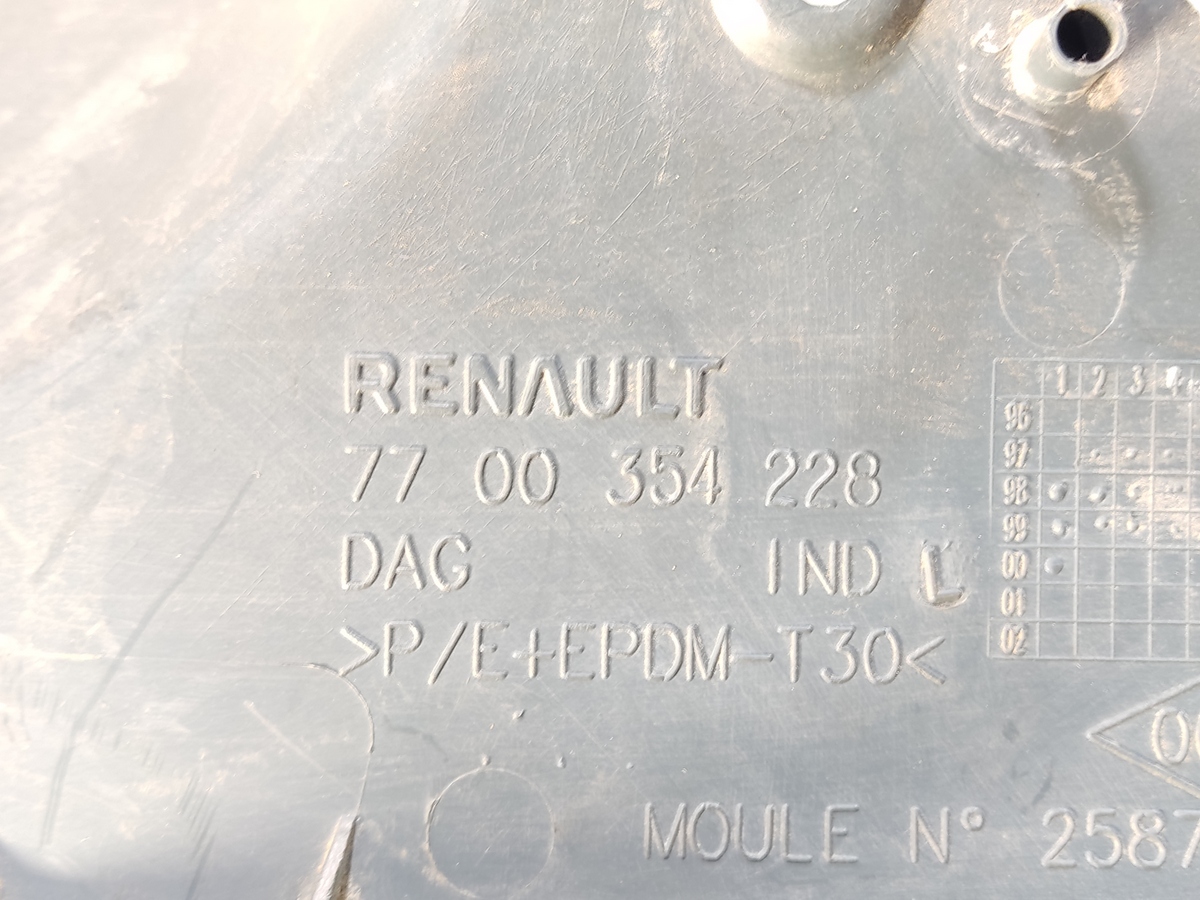 RENAULT
77 00 354 228
DAG IND L
>P/E+EPDM-T30<
MOULE N° 2587
1 2 3
96
97
98
99
00
01
02